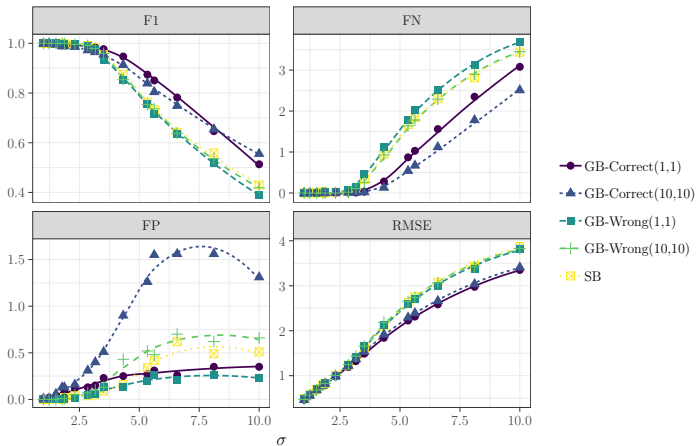 F1
FN
1.0
0.8
0.6
0.4
3
2
1
0
FP
RMSE
1.5
1.0
0.5
0.0
4
3
2
1
2.5 5.0 7.5 10.0
2.5 5.0 7.5 10.0
σ
GB-Correct(1,1)
GB-Correct(10,10)
GB-Wrong(1,1)
GB-Wrong(10,10)
SB